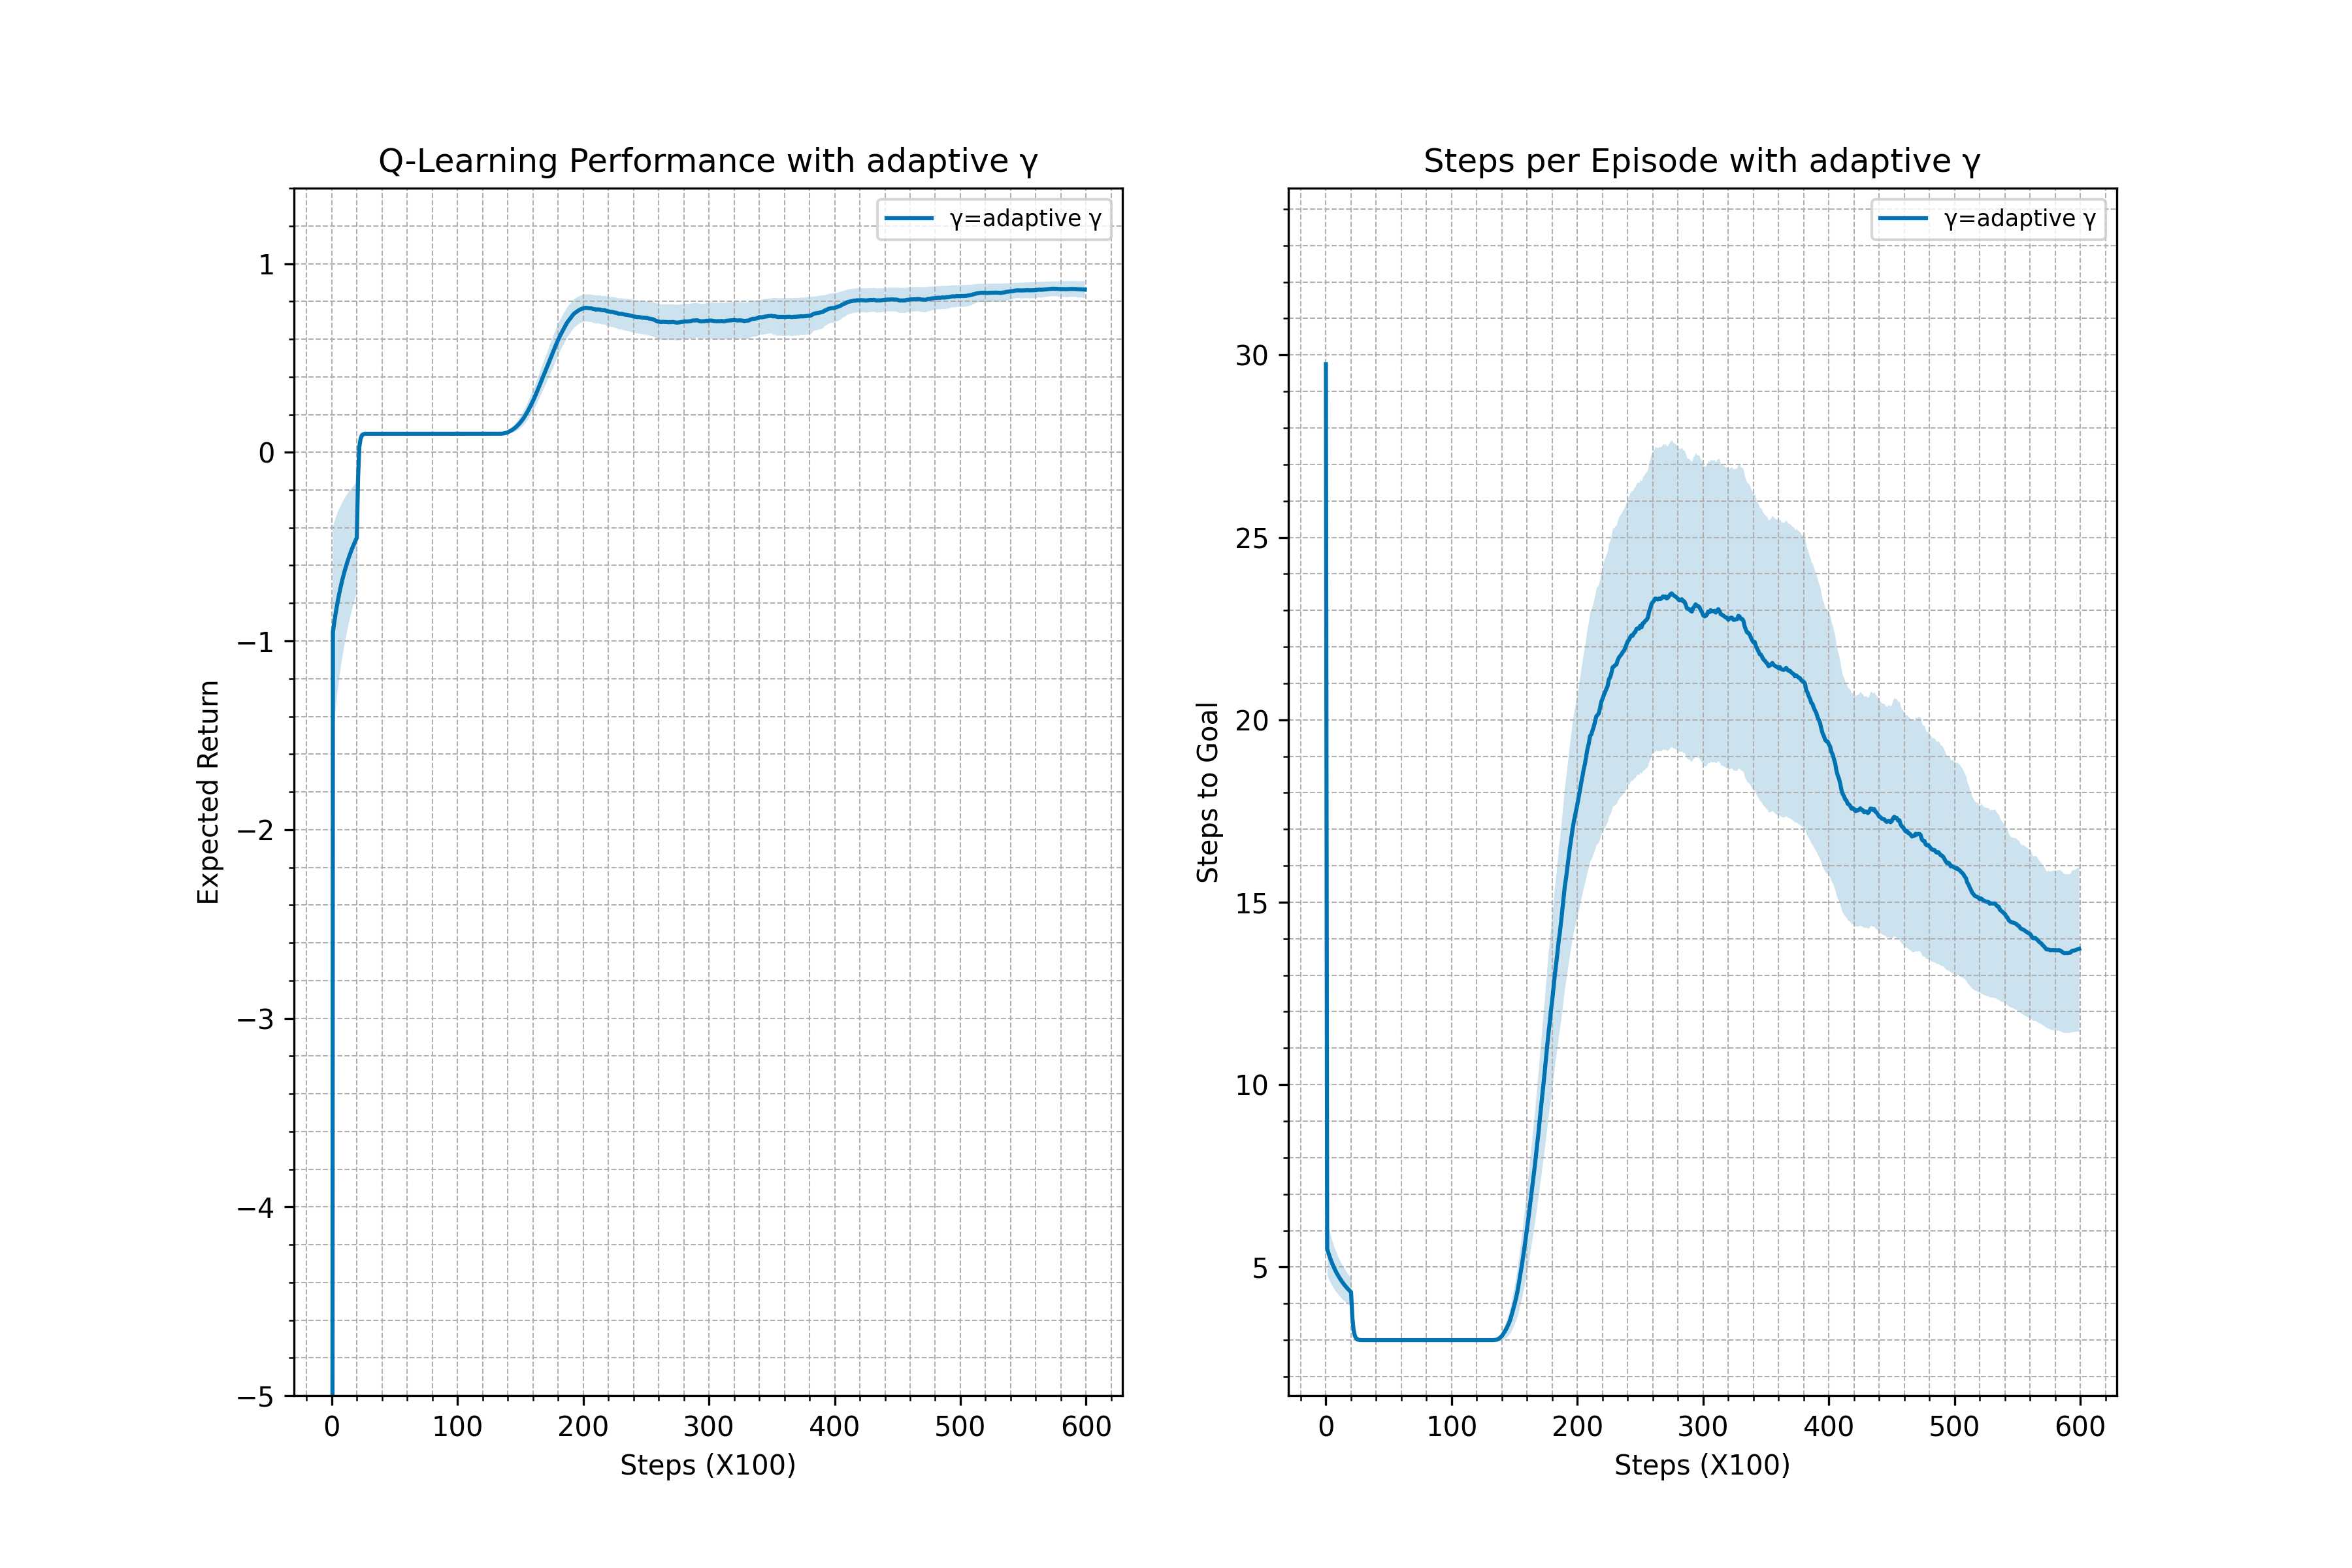 Q-Learning Performance with adaptive γ
γ=adaptive γ
1
0
−1
−2
−3
−4
−5
Expected Return
0 100 200 300 400 500 600
Steps (X100)
Steps per Episode with adaptive γ
γ=adaptive γ
30
25
20
15
10
5
Steps to Goal
0 100 200 300 400 500 600
Steps (X100)